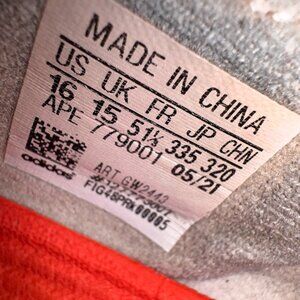 MADE IN CHINA
US UK FR JP CHN
16 15 51⅓ 335 320
APE 779001 05/21
ART GW2443
F1G48PRK00005
adidas